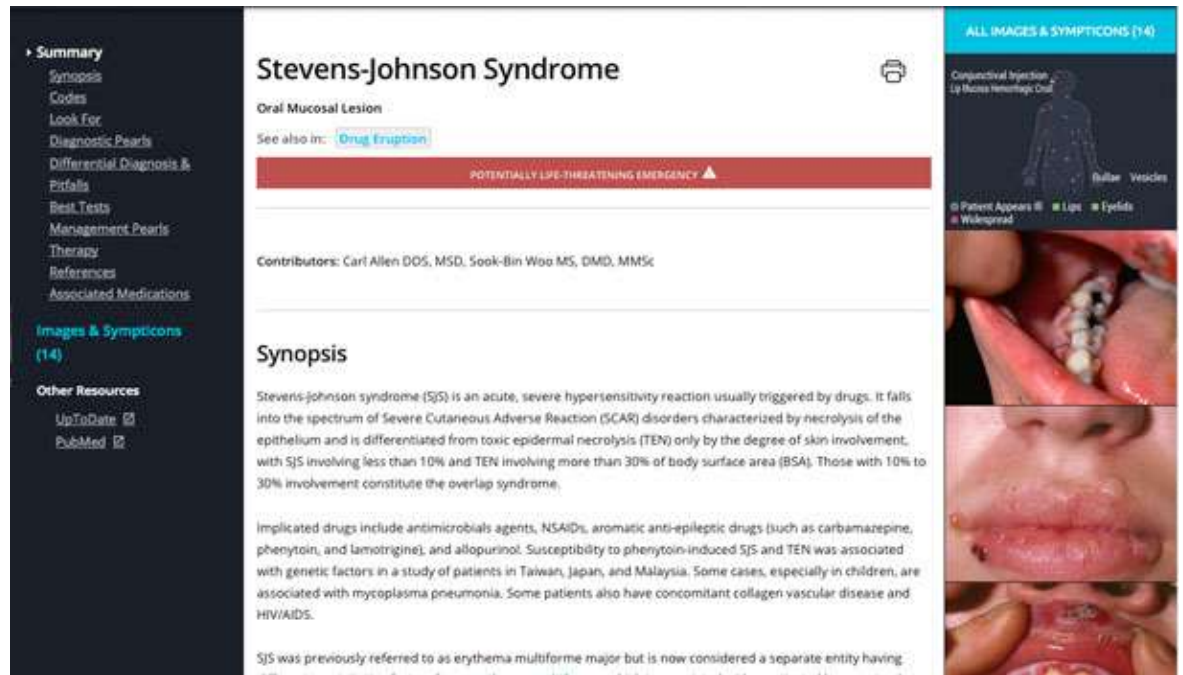 Summary
Synopsis
Codes
Look For
Diagnostic Pearls
Differential Diagnosis &
Pitfalls
Best Tests
Management Pearls
Therapy
References
Associated Medications
Images & Sympticons
(14)
Other Resources
UpToDate
PubMed
Stevens-Johnson Syndrome
Oral Mucosal Lesion
See also in: Drug Eruption
POTENTIALLY LIFE-THREATENING EMERGENCY
Contributors: Carl Allen DDS, MSD, Sook-Bin Woo MS, DMD, MMSc
Synopsis
Stevens-Johnson syndrome (SJS) is an acute, severe hypersensitivity reaction usually triggered by drugs. It falls
into the spectrum of Severe Cutaneous Adverse Reaction (SCAR) disorders characterized by necrolysis of the
epithelium and is differentiated from toxic epidermal necrolysis (TEN) only by the degree of skin involvement,
with SJS involving less than 10% and TEN involving more than 30% of body surface area (BSA). Those with 10% to
30% involvement constitute the overlap syndrome.
Implicated drugs include antimicrobials agents, NSAIDs, aromatic anti-epileptic drugs (such as carbamazepine,
phenytoin, and lamotrigine), and allopurinol. Susceptibility to phenytoin-induced SJS and TEN was associated
with genetic factors in a study of patients in Taiwan, Japan, and Malaysia. Some cases, especially in children, are
associated with mycoplasma pneumonia. Some patients also have concomitant collagen vascular disease and
HIV/AIDS.
SJS was previously referred to as erythema multiforme major but is now considered a separate entity having
ALL IMAGES & SYMPTICONS (14)
Conjunctival Injection
Lip Mucosa Hemorrhagic Crust
Bullae Vesicles
Patient Appears Ill Lips Eyelids
Widespread